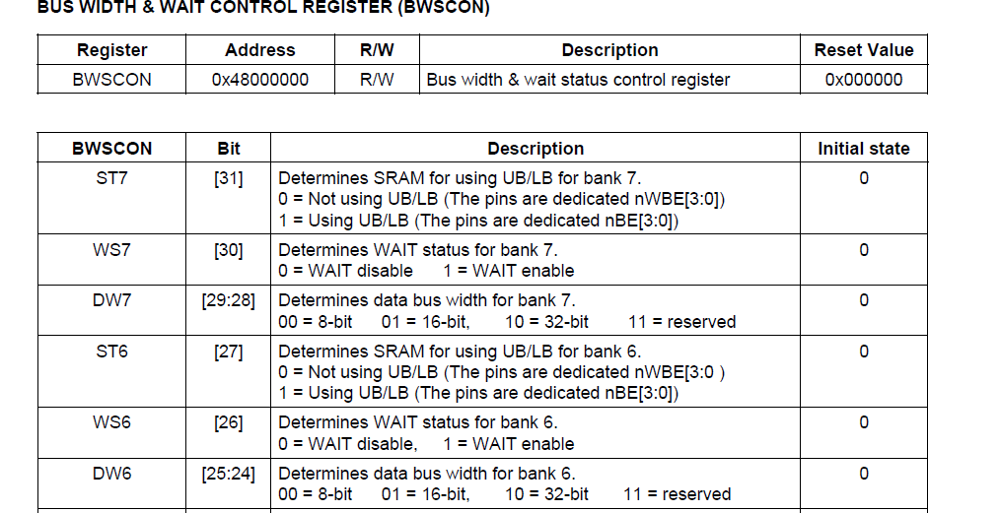 BUS WIDTH & WAIT CONTROL REGISTER (BWSCON)
Register Address R/W Description Reset Value
BWSCON 0x48000000 R/W Bus width & wait status control register 0x000000
BWSCON Bit Description Initial state
ST7 [31] Determines SRAM for using UB/LB for bank 7. 0
0 = Not using UB/LB (The pins are dedicated nWBE[3:0])
1 = Using UB/LB (The pins are dedicated nBE[3:0])
WS7 [30] Determines WAIT status for bank 7. 0
0 = WAIT disable 1 = WAIT enable
DW7 [29:28] Determines data bus width for bank 7. 0
00 = 8-bit 01 = 16-bit, 10 = 32-bit 11 = reserved
ST6 [27] Determines SRAM for using UB/LB for bank 6. 0
0 = Not using UB/LB (The pins are dedicated nWBE[3:0 )
1 = Using UB/LB (The pins are dedicated nBE[3:0])
WS6 [26] Determines WAIT status for bank 6. 0
0 = WAIT disable, 1 = WAIT enable
DW6 [25:24] Determines data bus width for bank 6. 0
00 = 8-bit 01 = 16-bit, 10 = 32-bit 11 = reserved